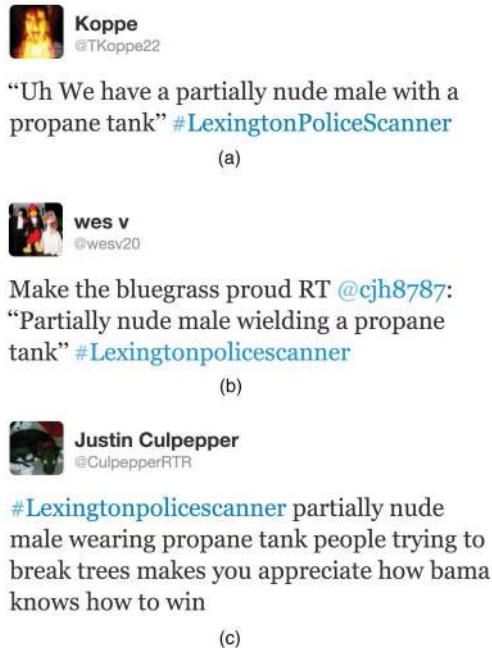 Koppe
@TKoppe22
“Uh We have a partially nude male with a
propane tank” #LexingtonPoliceScanner
(a)
wes v
@wesv20
Make the bluegrass proud RT @cjh8787:
“Partially nude male wielding a propane
tank” #Lexingtonpolicescanner
(b)
Justin Culpepper
@CulpepperRTR
#Lexingtonpolicescanner partially nude
male wearing propane tank people trying to
break trees makes you appreciate how bama
knows how to win
(c)